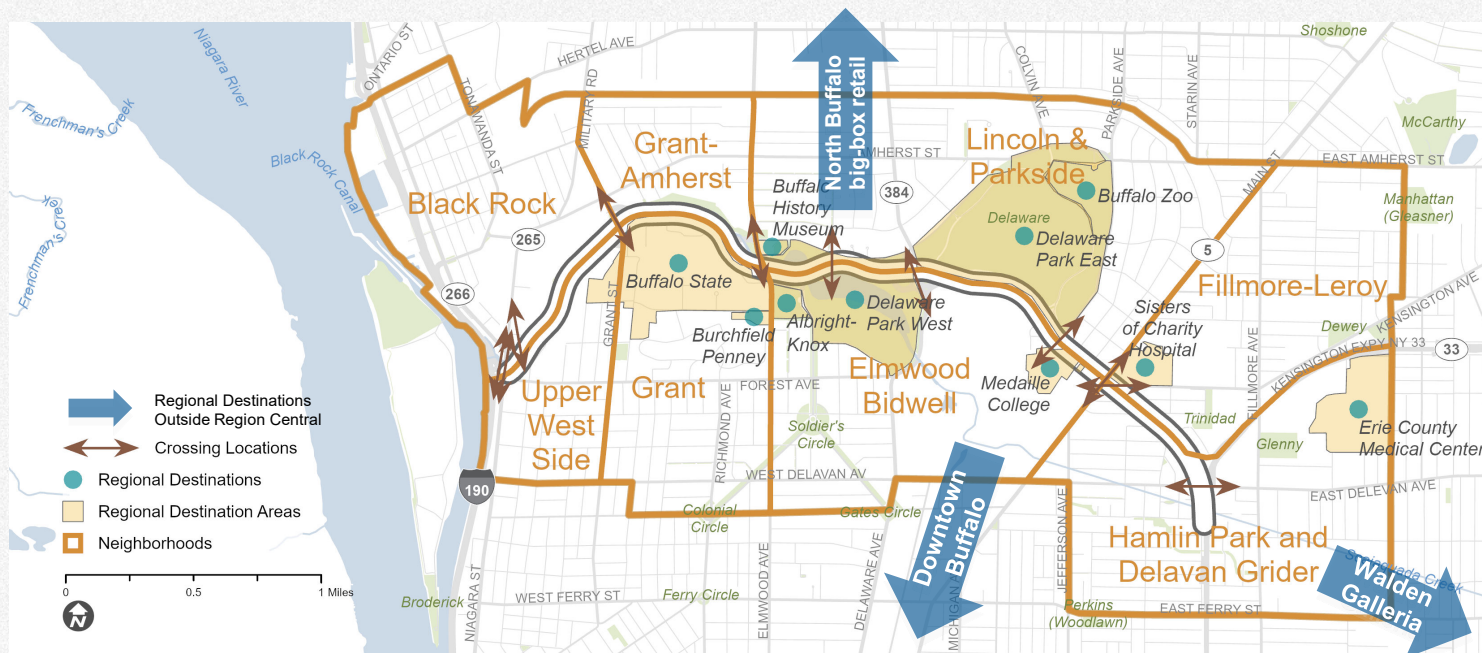 Shoshone
ONTARIO ST
HERTEL AVE
Niagara River
TONAWANDA ST
MILITARY RD
North Buffalo
big-box retail
COLVIN AVE
PARKSIDE AVE
STARIN AVE
Frenchman's Creek
McCarthy
Black Rock Canal
Grant-
Amherst
MHERST ST
Lincoln &
Parkside
MAIN ST
EAST AMHERST ST
384
Buffalo
History
Museum
Buffalo Zoo
Manhattan
(Gleasner)
Black Rock
265
Delaware
Delaware
Park East
5
Frenchman's Creek
266
Buffalo State
GRANT ST
Fillmore-Leroy
Burchfield
Penney
Albright-
Knox
Delaware
Park West
Sisters
of Charity
Hospital
Dewey
KENSINGTON AVE
KENSINGTON EXPY NY 33
33
FILLMORE AVE
Regional Destinations
Outside Region Central
Crossing Locations
Regional Destinations
Regional Destination Areas
Neighborhoods
0
0.5
1 Miles
N
Upper
West
Side
Grant
FOREST AVE
Elmwood
Bidwell
Medaille
College
RICHMOND AVE
Soldier's
Circle
Trinidad
Glenny
Erie County
Medical Center
190
WEST DELAVAN AV
EAST DELEVAN AVE
Colonial
Circle
Gates Circle
Downtown
Buffalo
JEFFERSON AVE
Hamlin Park and
Delavan Grider
Walden
Galleria
Broderick
NIAGARA ST
WEST FERRY ST
Ferry Circle
ELMWOOD AVE
DELAWARE AVE
MICHIGAN
Perkins
(Woodlawn)
EAST FERRY ST
Creek